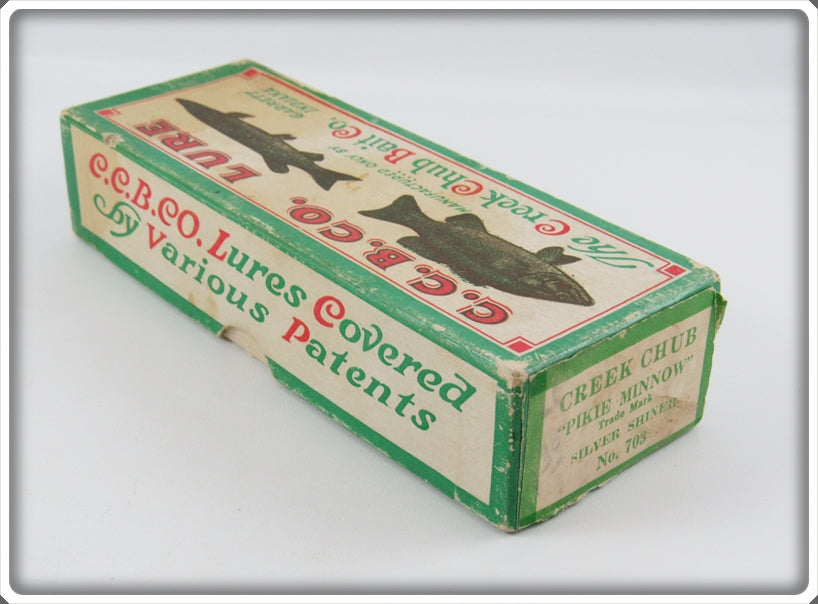 The Creek Chub Bait Co.
GARRETT
INDIANA
MANUFACTURED ONLY BY
C.C.B.CO. LURE
C.C.B.CO. Lures Covered
by Various Patents
CREEK CHUB
"PIKIE MINNOW"
Trade Mark
SILVER SHINER
No. 703